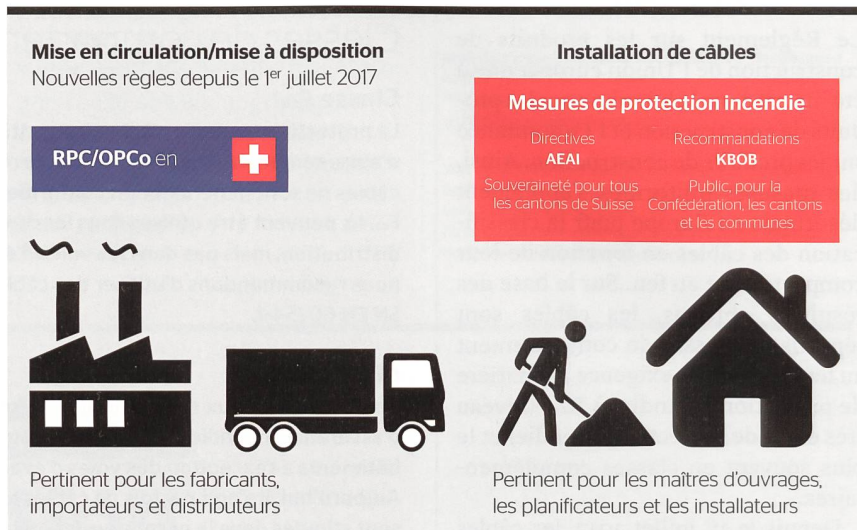 Mise en circulation/mise à disposition
Nouvelles règles depuis le 1er juillet 2017
RPC/OPCo en
Pertinent pour les fabricants,
importateurs et distributeurs
Installation de câbles
Mesures de protection incendie
Directives
AEAI
Souveraineté pour tous
les cantons de Suisse
Recommandations
KBOB
Public, pour la
Confédération, les cantons
et les communes
Pertinent pour les maîtres d'ouvrages,
les planificateurs et les installateurs